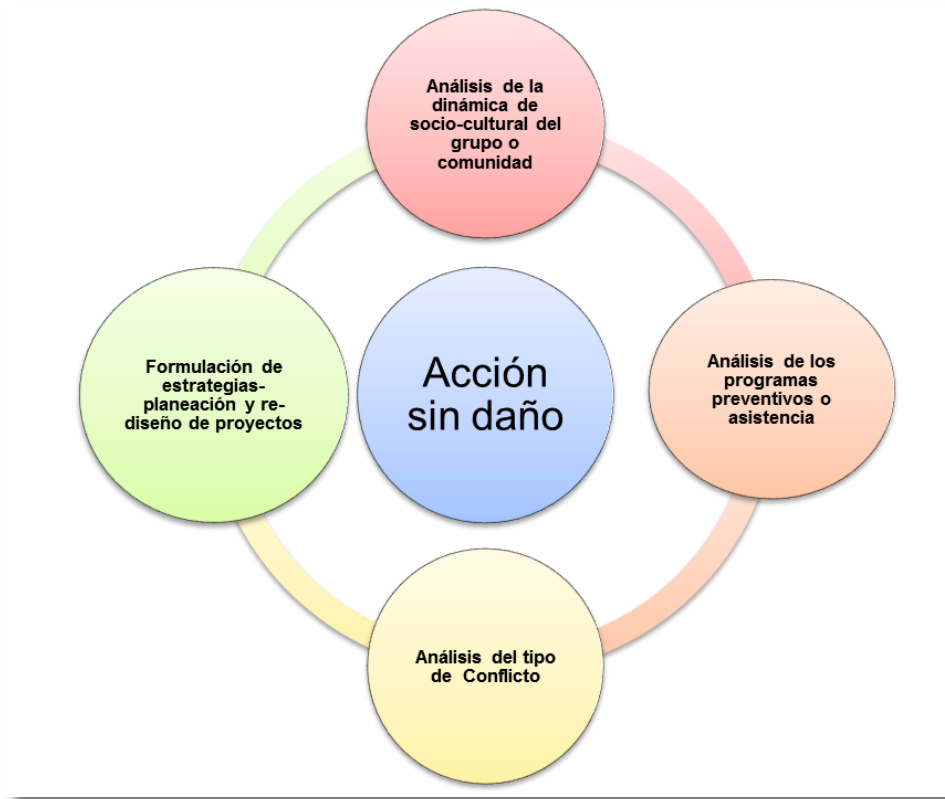 Análisis de la
dinámica de
socio-cultural del
grupo o
comunidad
Formulación de
estrategias-
planeación y re-
diseño de proyectos
Acción
sin daño
Análisis de los
programas
preventivos o
asistencia
Análisis del tipo
de Conflicto